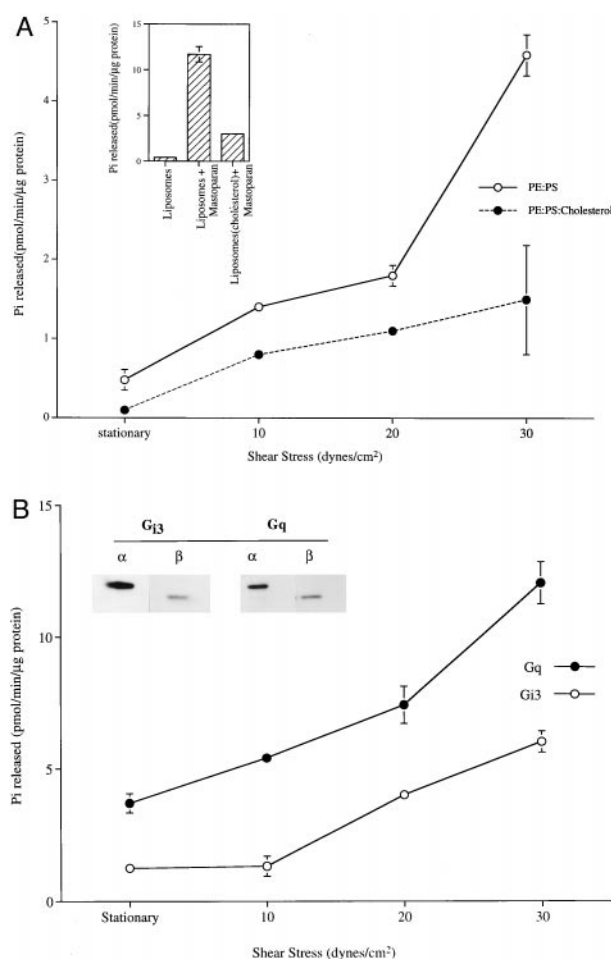 A
Pi released(pmol/min/µg protein)
5
4
3
2
1
0
Pi released(pmol/min/µg protein)
15
10
5
0
Liposomes
Liposomes +
Mastoparan
Liposomes(cholesterol)+
Mastoparan
PE:PS
PE:PS:Cholesterol
stationary
10
20
30
Shear Stress (dynes/cm²)
B
Pi released (pmol/min/µg protein)
15
10
5
0
Gi3
Gq
α
β
α
β
Gq
Gi3
Stationary
10
20
30
Shear Stress (dynes/cm²)